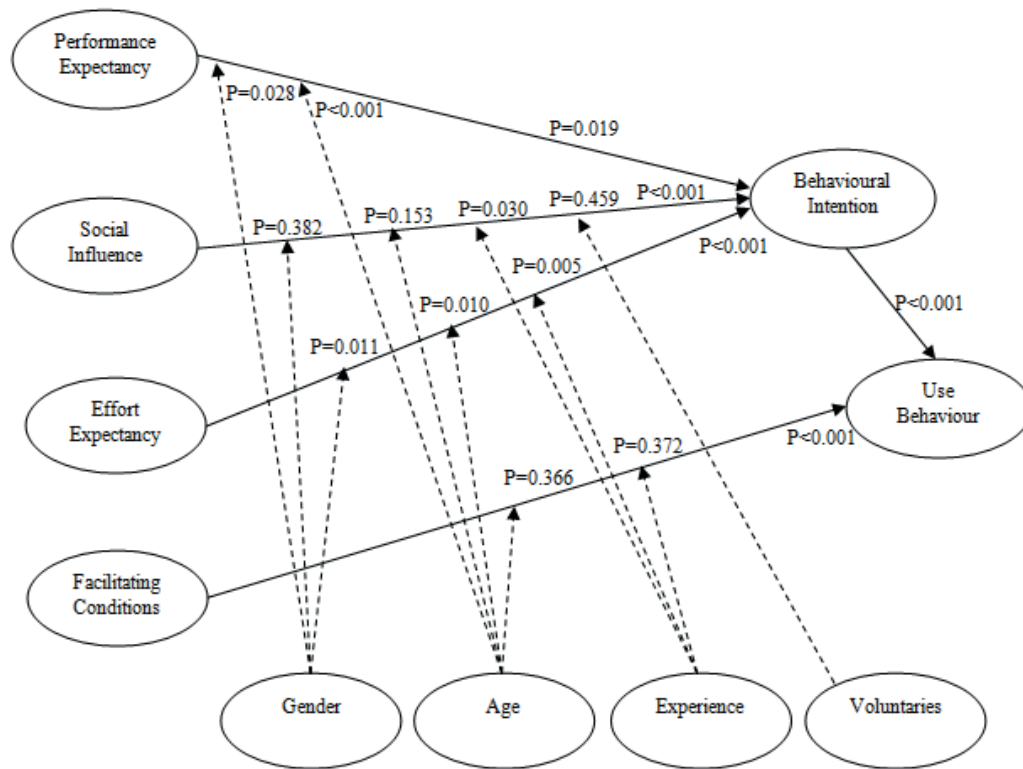 Performance
Expectancy
P=0.028
P<0.001
P=0.019
Behavioural
Intention
Social
Influence
P=0.382
P=0.153
P=0.030
P=0.459
P<0.001
P<0.001
P=0.005
P=0.010
P=0.011
P<0.001
Effort
Expectancy
Use
Behaviour
P<0.001
P=0.372
P=0.366
Facilitating
Conditions
Gender
Age
Experience
Voluntaries